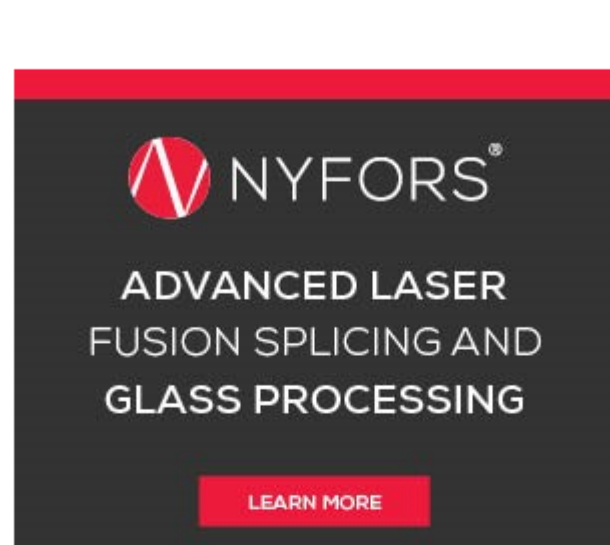 NYFORS®
ADVANCED LASER
FUSION SPLICING AND
GLASS PROCESSING
LEARN MORE